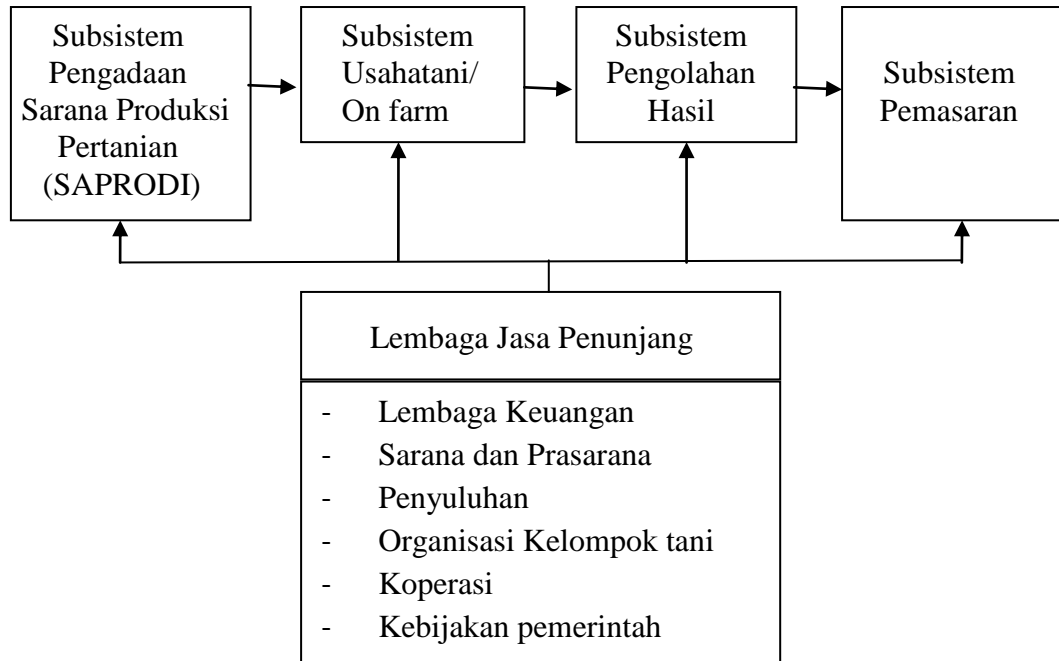 Subsistem
Pengadaan
Sarana Produksi
Pertanian
(SAPRODI)
Subsistem
Usahatani/
On farm
Subsistem
Pengolahan
Hasil
Subsistem
Pemasaran
Lembaga Jasa Penunjang
- Lembaga Keuangan
- Sarana dan Prasarana
- Penyuluhan
- Organisasi Kelompok tani
- Koperasi
- Kebijakan pemerintah